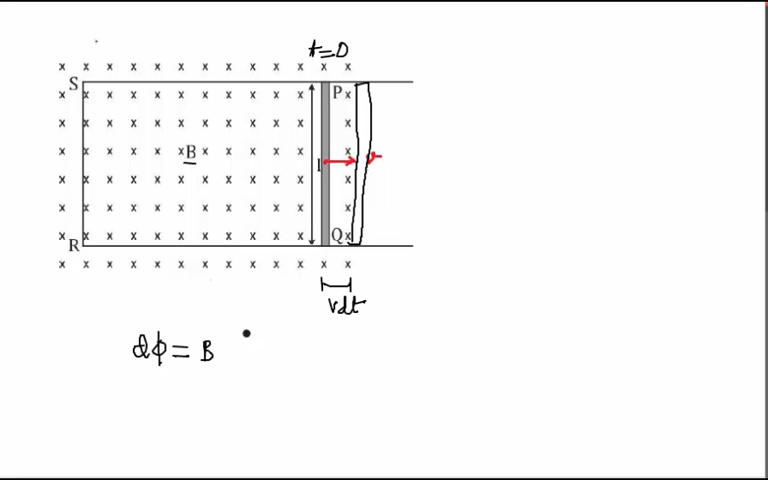 t=0
x x x x x x x x x x x x x
S
x x x x x x x x x x x P x
x x x x x x x x x x x x
x x x x x x B x x x x x x
l v
x x x x x x x x x x x x
x x x x x x x x x x x x
x x x x x x x x x x x Q x
R
x x x x x x x x x x x x x
vdt
dϕ = B